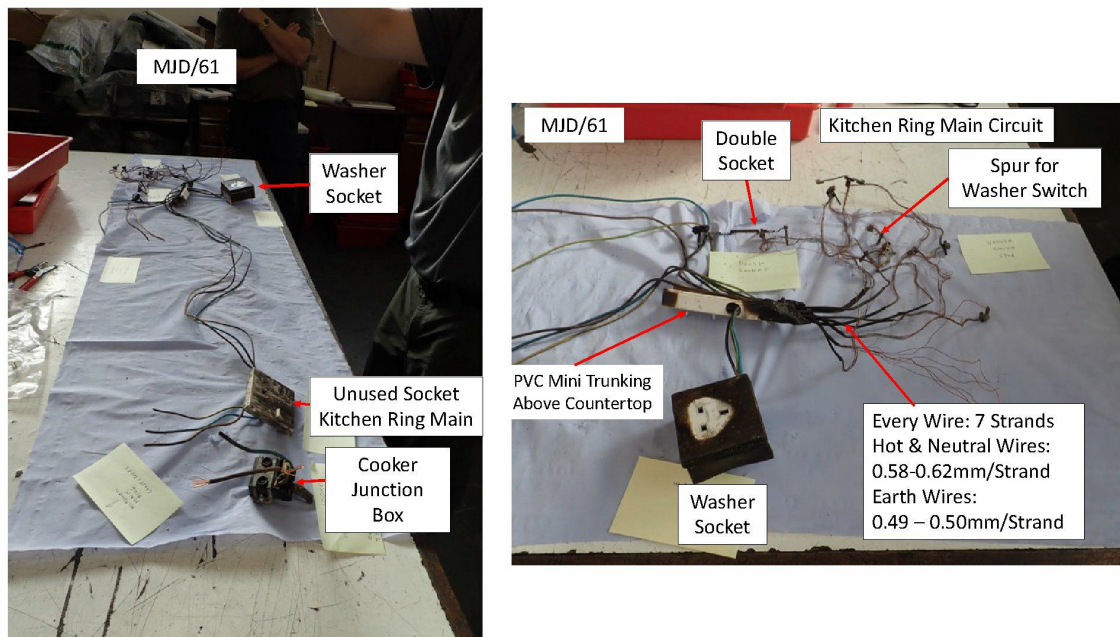 MJD/61
Washer
Socket
Unused Socket
Kitchen Ring Main
Cooker
Junction
Box
MJD/61
Double
Socket
Kitchen Ring Main Circuit
Spur for
Washer Switch
PVC Mini Trunking
Above Countertop
Washer
Socket
Every Wire: 7 Strands
Hot & Neutral Wires:
0.58-0.62mm/Strand
Earth Wires:
0.49 – 0.50mm/Strand